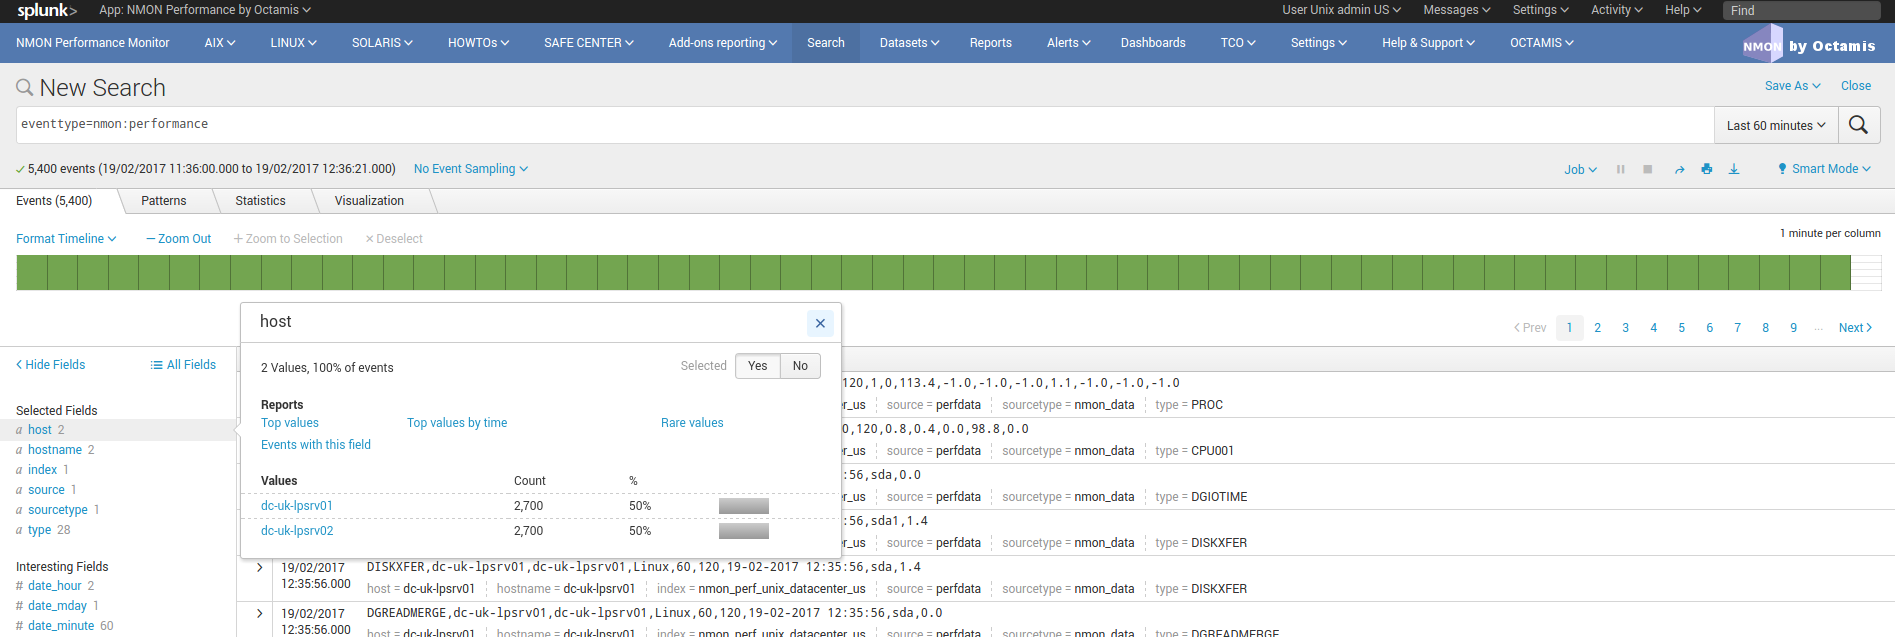 splunk> App: NMON Performance by Octamis User Unix admin US Messages Settings Activity Help Find
NMON Performance Monitor AIX LINUX SOLARIS HOWTOs SAFE CENTER Add-ons reporting Search Datasets Reports Alerts Dashboards TCO Settings Help & Support OCTAMIS NMON by Octamis
New Search Save As Close
eventtype=nmon:performance Last 60 minutes
5,400 events (19/02/2017 11:36:00.000 to 19/02/2017 12:36:21.000) No Event Sampling Job Smart Mode
Events (5,400) Patterns Statistics Visualization
Format Timeline — Zoom Out + Zoom to Selection × Deselect 1 minute per column
< Prev 1 2 3 4 5 6 7 8 9 ... Next >
host ×
2 Values, 100% of events Selected Yes No
Reports
Top values Top values by time Rare values
Events with this field
Values Count %
dc-uk-lpsrv01 2,700 50%
dc-uk-lpsrv02 2,700 50%
< Hide Fields All Fields
Selected Fields
a host 2
a hostname 2
a index 1
a source 1
a sourcetype 1
a type 28
Interesting Fields
# date_hour 2
# date_mday 1
# date_minute 60
120,1,0,113.4,-1.0,-1.0,-1.0,1.1,-1.0,-1.0,-1.0
er_us source = perfdata sourcetype = nmon_data type = PROC
0,120,0.8,0.4,0.0,98.8,0.0
er_us source = perfdata sourcetype = nmon_data type = CPU001
:56,sda,0.0
er_us source = perfdata sourcetype = nmon_data type = DGIOTIME
:56,sda1,1.4
er_us source = perfdata sourcetype = nmon_data type = DISKXFER
> 19/02/2017 DISKXFER,dc-uk-lpsrv01,dc-uk-lpsrv01,Linux,60,120,19-02-2017 12:35:56,sda,1.4
12:35:56.000 host = dc-uk-lpsrv01 hostname = dc-uk-lpsrv01 index = nmon_perf_unix_datacenter_us source = perfdata sourcetype = nmon_data type = DISKXFER
> 19/02/2017 DGREADMERGE,dc-uk-lpsrv01,dc-uk-lpsrv01,Linux,60,120,19-02-2017 12:35:56,sda,0.0
12:35:56.000 host = dc-uk-lpsrv01 hostname = dc-uk-lpsrv01 index = nmon_perf_unix_datacenter_us source = perfdata sourcetype = nmon_data type = DGREADMERGE